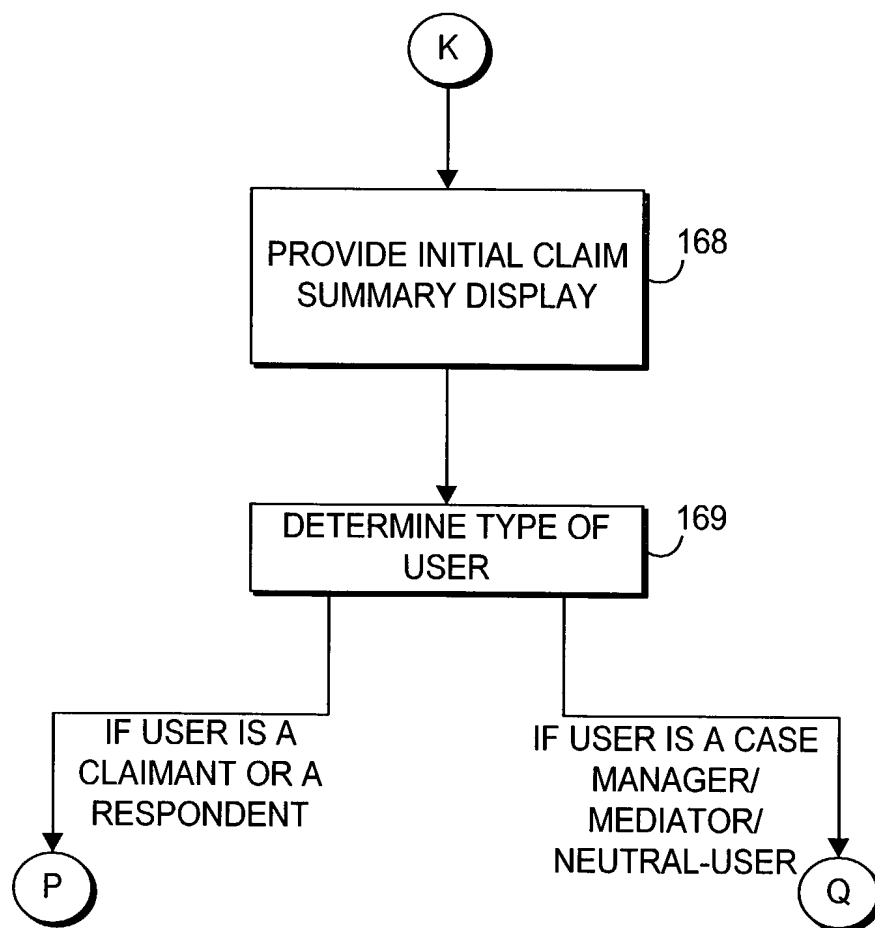 K
PROVIDE INITIAL CLAIM
SUMMARY DISPLAY
168
DETERMINE TYPE OF
USER
169
IF USER IS A
CLAIMANT OR A
RESPONDENT
IF USER IS A CASE
MANAGER/
MEDIATOR/
NEUTRAL-USER
P
Q